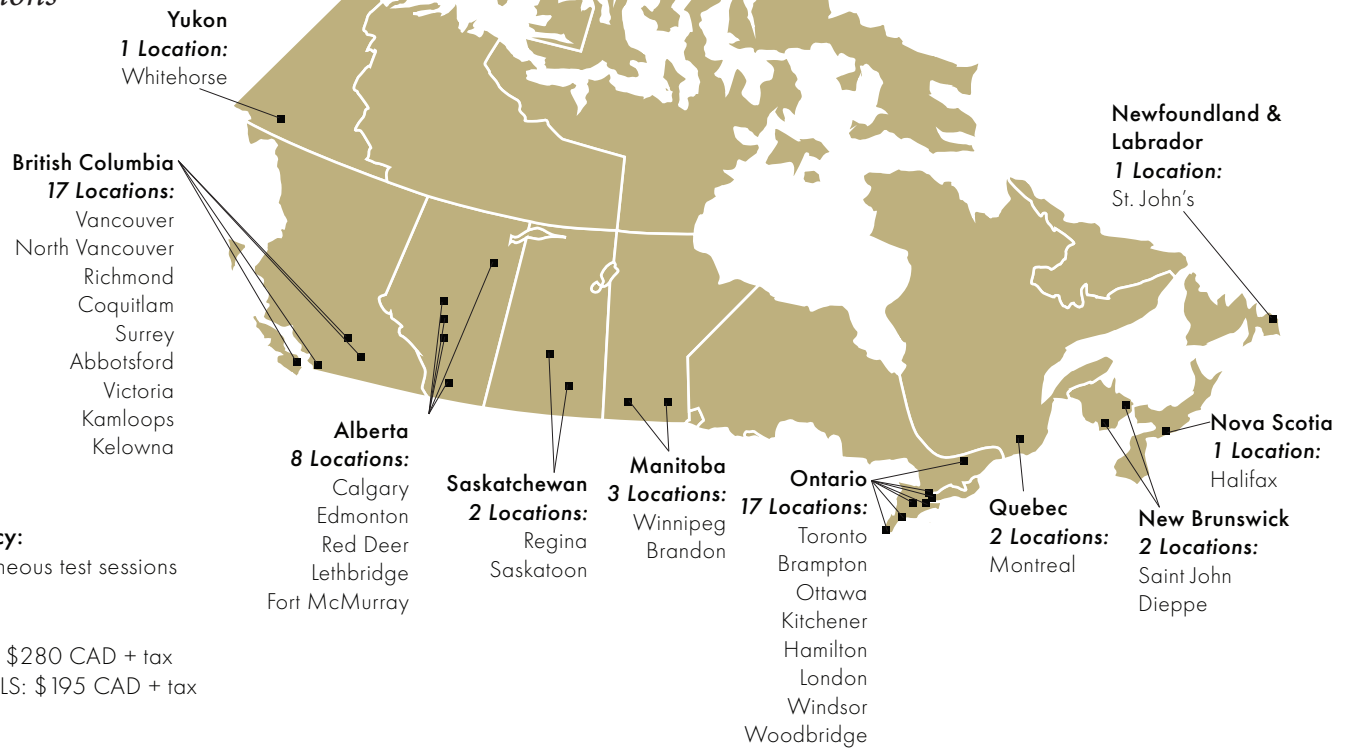 Yukon
1 Location:
Whitehorse
British Columbia
17 Locations:
Vancouver
North Vancouver
Richmond
Coquitlam
Surrey
Abbotsford
Victoria
Kamloops
Kelowna
Alberta
8 Locations:
Calgary
Edmonton
Red Deer
Lethbridge
Fort McMurray
Saskatchewan
2 Locations:
Regina
Saskatoon
Manitoba
3 Locations:
Winnipeg
Brandon
Ontario
17 Locations:
Toronto
Brampton
Ottawa
Kitchener
Hamilton
London
Windsor
Woodbridge
Quebec
2 Locations:
Montreal
New Brunswick
2 Locations:
Saint John
Dieppe
Nova Scotia
1 Location:
Halifax
Newfoundland &
Labrador
1 Location:
St. John's
cy:
neous test sessions
$280 CAD + tax
LS: $195 CAD + tax